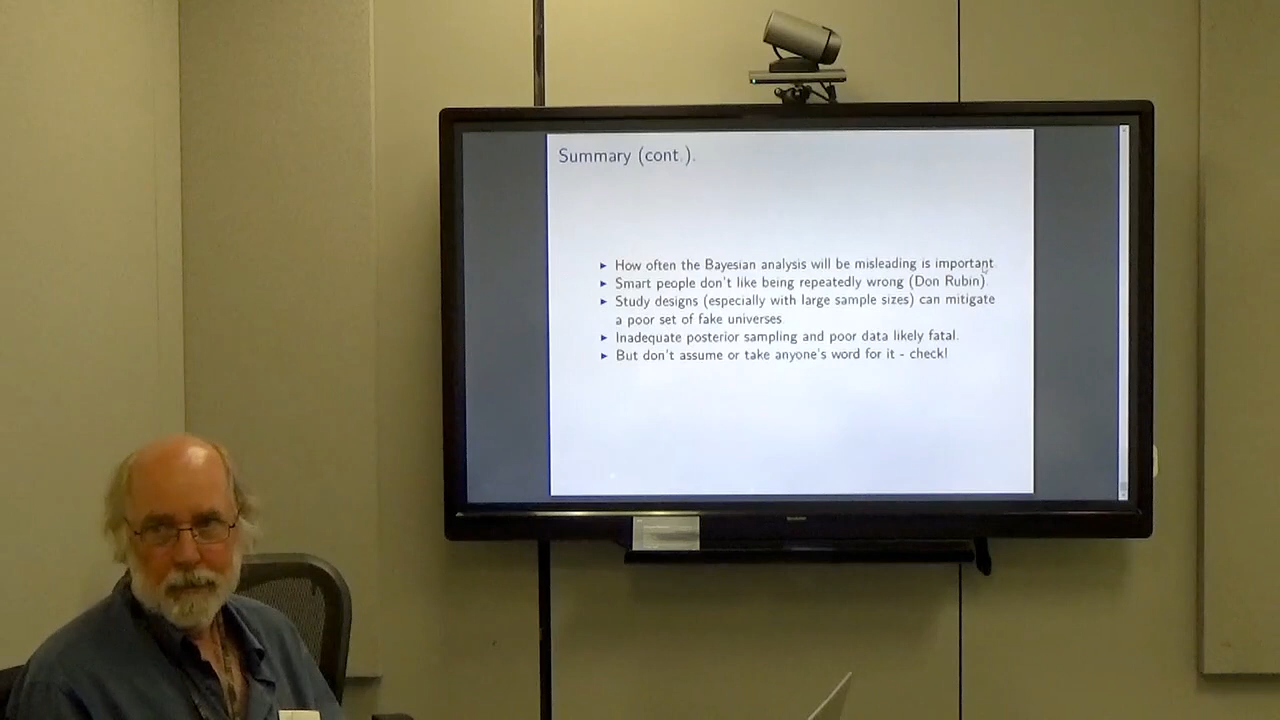 Summary (cont.).
► How often the Bayesian analysis will be misleading is important
► Smart people don't like being repeatedly wrong (Don Rubin)
► Study designs (especially with large sample sizes) can mitigate
a poor set of fake universes
► Inadequate posterior sampling and poor data likely fatal.
► But don't assume or take anyone's word for it - check!